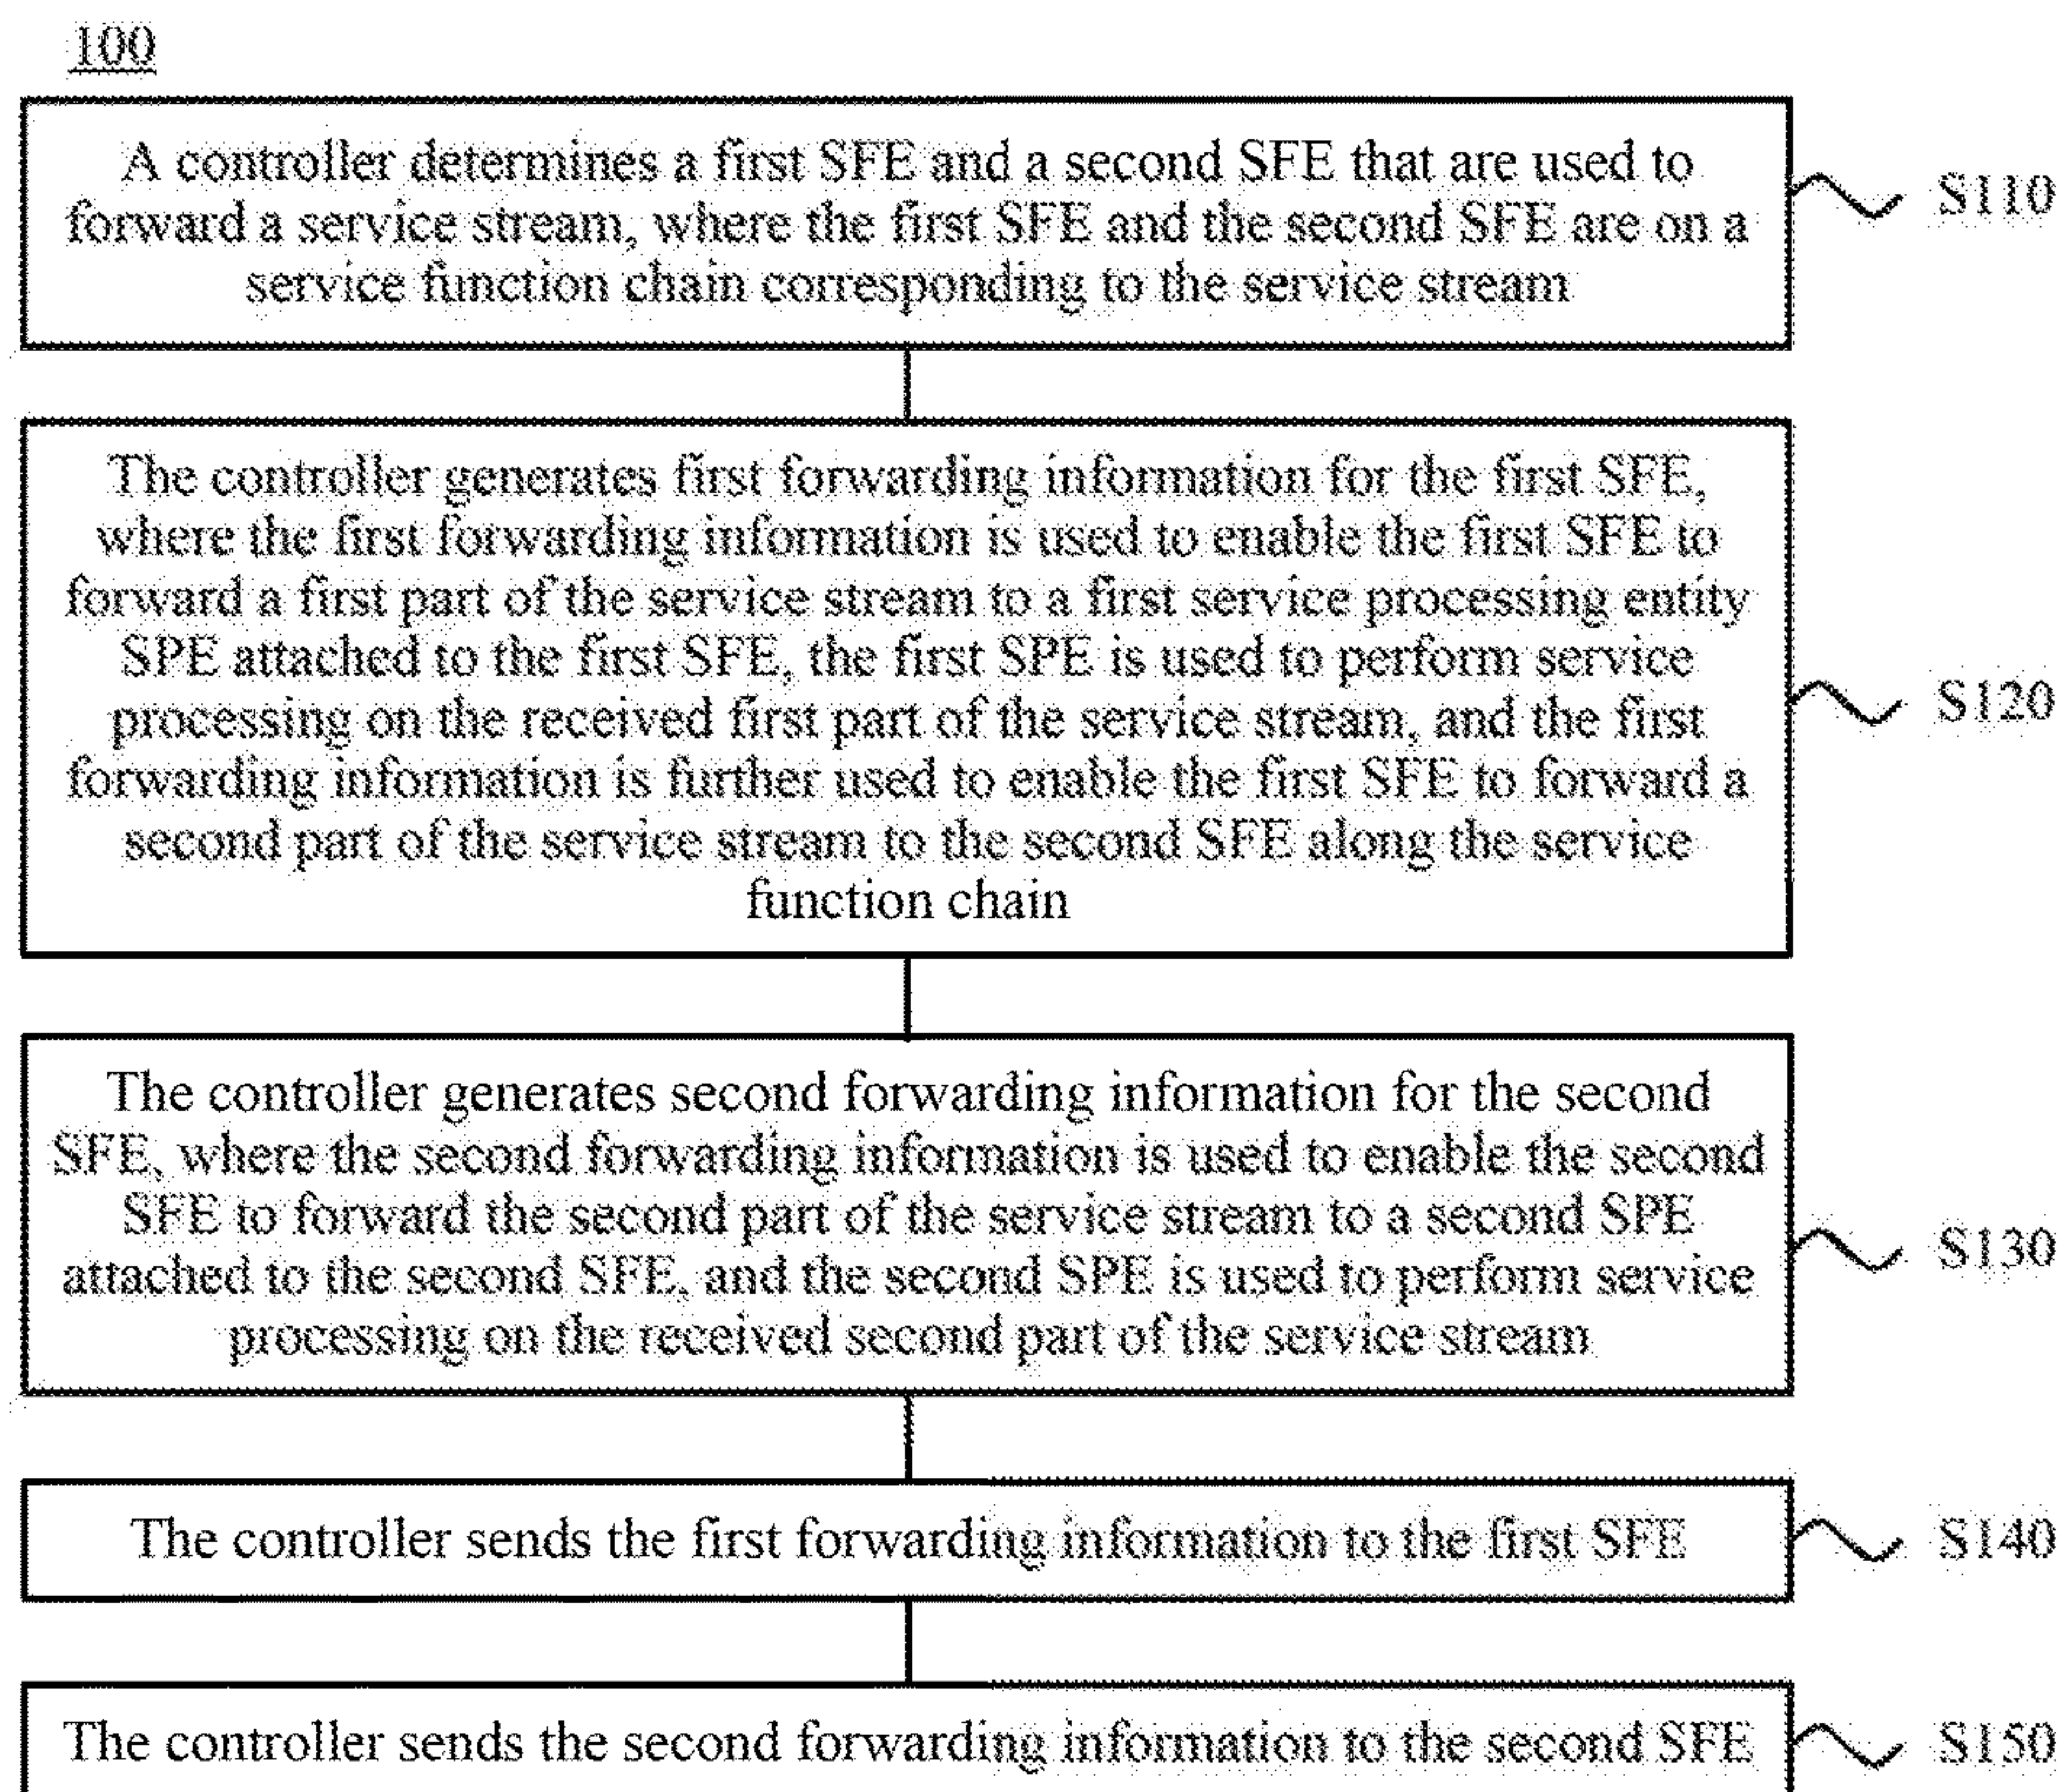 100
A controller determines a first SFE and a second SFE that are used to
forward a service stream, where the first SFE and the second SFE are on a
service function chain corresponding to the service stream
S110
The controller generates first forwarding information for the first SFE,
where the first forwarding information is used to enable the first SFE to
forward a first part of the service stream to a first service processing entity
SPE attached to the first SFE, the first SPE is used to perform service
processing on the received first part of the service stream, and the first
forwarding information is further used to enable the first SFE to forward a
second part of the service stream to the second SFE along the service
function chain
S120
The controller generates second forwarding information for the second
SFE, where the second forwarding information is used to enable the second
SFE to forward the second part of the service stream to a second SPE
attached to the second SFE, and the second SPE is used to perform service
processing on the received second part of the service stream
S130
The controller sends the first forwarding information to the first SFE
S140
The controller sends the second forwarding information to the second SFE
S150